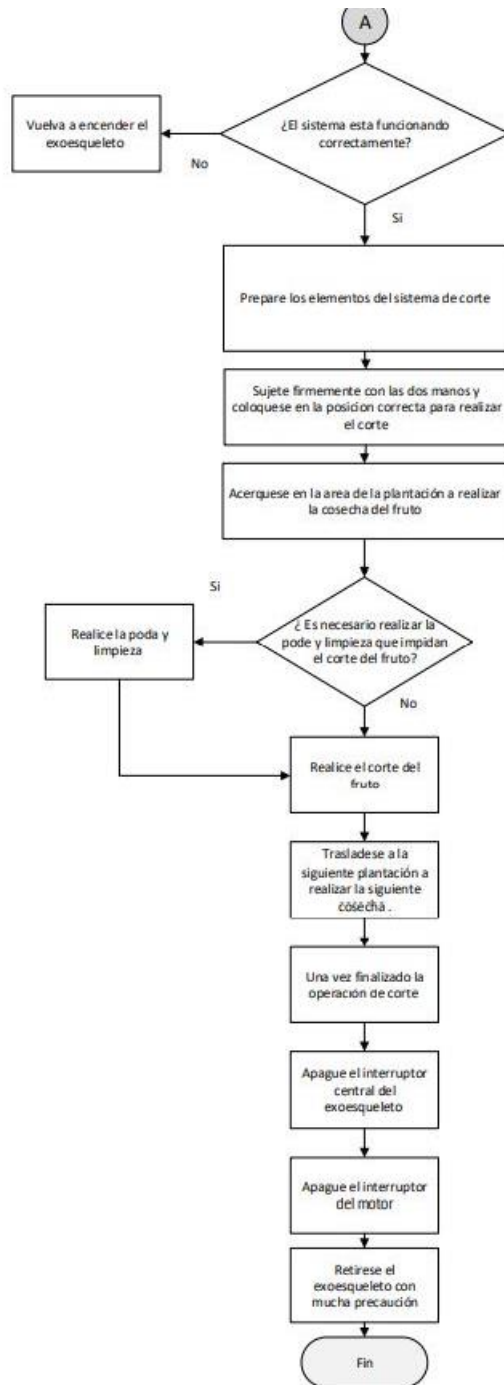 A
¿El sistema esta funcionando
correctamente?
Vuelva a encender el
exoesqueleto
No
Si
Prepare los elementos del sistema de corte
Sujete firmemente con las dos manos y
coloquese en la posicion correcta para realizar
el corte
Acerquese en la area de la plantación a realizar
la cosecha del fruto
Si
¿ Es necesario realizar la
pode y limpieza que impidan
el corte del fruto?
Realice la poda y
limpieza
No
Realice el corte del
fruto
Trasladese a la
siguiente plantación a
realizar la siguiente
cosecha .
Una vez finalizado la
operación de corte
Apague el interruptor
central del
exoesqueleto
Apague el interruptor
del motor
Retirese el
exoesqueleto con
mucha precaución
Fin